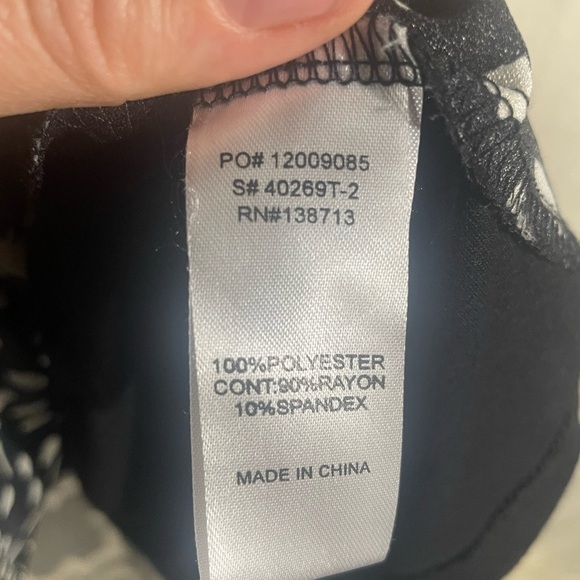 PO# 12009085
S# 40269T-2
RN#138713
100%POLYESTER
CONT:90%RAYON
10%SPANDEX
MADE IN CHINA